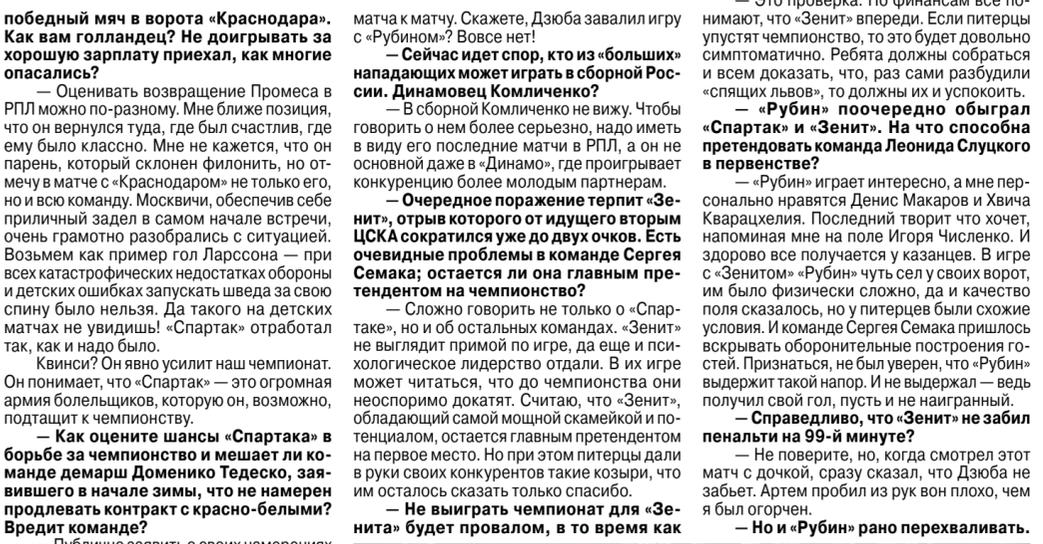 победный мяч в ворота «Краснодара».
Как вам голландец? Не доигрывать за
хорошую зарплату приехал, как многие
опасались?
— Оценивать возвращение Промеса в
РПЛ можно по-разному. Мне ближе позиция,
что он вернулся туда, где был счастлив, где
ему было классно. Мне не кажется, что он
парень, который склонен филонить, но от-
мечу в матче с «Краснодаром» не только его,
но и всю команду. Москвичи, обеспечив себе
приличный задел в самом начале встречи,
очень грамотно разобрались с ситуацией.
Возьмем как пример гол Ларссона — при
всех катастрофических недостатках обороны
и детских ошибках запускать шведа за свою
спину было нельзя. Да такого на детских
матчах не увидишь! «Спартак» отработал
так, как и надо было.
Квинси? Он явно усилит наш чемпионат.
Он понимает, что «Спартак» — это огромная
армия болельщиков, которую он, возможно,
подтащит к чемпионству.
— Как оцените шансы «Спартака» в
борьбе за чемпионство и мешает ли ко-
манде демарш Доменико Тедеско, зая-
вившего в начале зимы, что не намерен
продлевать контракт с красно-белыми?
Вредит команде?
матча к матчу. Скажете, Дзюба завалил игру
с «Рубином»? Вовсе нет!
— Сейчас идет спор, кто из «больших»
нападающих может играть в сборной Рос-
сии. Динамовец Комличенко?
— В сборной Комличенко не вижу. Чтобы
говорить о нем более серьезно, надо иметь
в виду его последние матчи в РПЛ, а он не
основной даже в «Динамо», где проигрывает
конкуренцию более молодым партнерам.
— Очередное поражение терпит «Зе-
нит», отрыв которого от идущего вторым
ЦСКА сократился уже до двух очков. Есть
очевидные проблемы в команде Сергея
Семака; остается ли она главным пре-
тендентом на чемпионство?
— Сложно говорить не только о «Спар-
таке», но и об остальных командах. «Зенит»
не выглядит примой по игре, да еще и пси-
хологическое лидерство отдали. В их игре
может читаться, что до чемпионства они
неоспоримо докатят. Считаю, что «Зенит»,
обладающий самой мощной скамейкой и по-
тенциалом, остается главным претендентом
на первое место. Но при этом питерцы дали
в руки своих конкурентов такие козыри, что
им осталось сказать только спасибо.
— Не выиграть чемпионат для «Зе-
нита» будет провалом, в то время как
— Это проверка. По финансам все по-
нимают, что «Зенит» впереди. Если питерцы
упустят чемпионство, то это будет довольно
симптоматично. Ребята должны собраться
и всем доказать, что, раз сами разбудили
«спящих львов», то должны их и успокоить.
— «Рубин» поочередно обыграл
«Спартак» и «Зенит». На что способна
претендовать команда Леонида Слуцкого
в первенстве?
— «Рубин» играет интересно, а мне пер-
сонально нравятся Денис Макаров и Хвича
Кварацхелия. Последний творит что хочет,
напоминая мне на поле Игоря Численко. И
здорово все получается у казанцев. В игре
с «Зенитом» «Рубин» чуть сел у своих ворот,
им было физически сложно, да и качество
поля сказалось, но у питерцев были схожие
условия. И команде Сергея Семака пришлось
вскрывать оборонительные построения го-
стей. Признаться, не был уверен, что «Рубин»
выдержит такой напор. И не выдержал — ведь
получил свой гол, пусть и не наигранный.
— Справедливо, что «Зенит» не забил
пенальти на 99-й минуте?
— Не поверите, но, когда смотрел этот
матч с дочкой, сразу сказал, что Дзюба не
забьет. Артем пробил из рук вон плохо, чем
я был огорчен.
— Но и «Рубин» рано перехваливать.